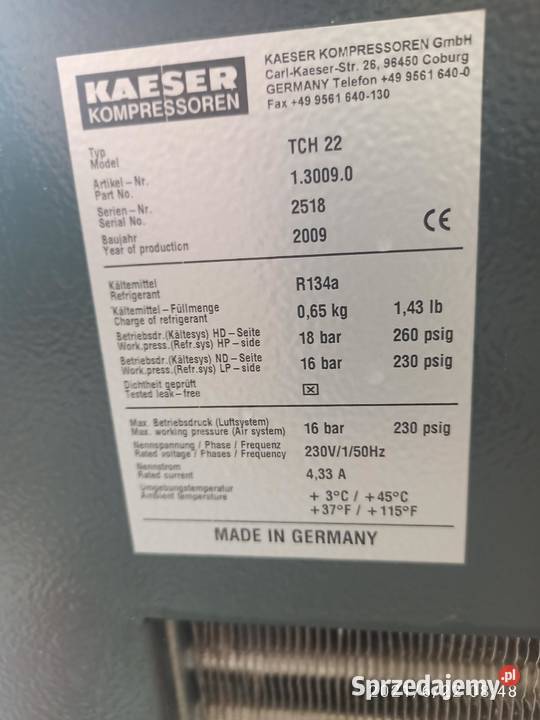 KAESER
KOMPRESSOREN
KAESER KOMPRESSOREN GmbH
Carl-Kaeser-Str. 26, 96450 Coburg
GERMANY Telefon +49 9561 640-0
Fax +49 9561 640-130
Typ
Model
TCH 22
Artikel-Nr.
Part No.
1.3009.0
Serien-Nr.
Serial No.
2518
Baujahr
Year of production
2009
CE
Kältemittel
Refrigerant
R134a
Kältemittel-Füllmenge
Charge of refrigerant
0,65 kg 1,43 lb
Betriebsdr.(Kältesys) HD-Seite
Work.press.(Refr.sys) HP-side
18 bar 260 psig
Betriebsdr.(Kältesys) ND-Seite
Work.press.(Refr.sys) LP-side
16 bar 230 psig
Dichtheit geprüft
Tested leak-free
Max. Betriebsdruck (Luftsystem)
Max. working pressure (Air system)
16 bar 230 psig
Nennspannung / Phase / Frequenz
Rated voltage / Phases / Frequency
230V/1/50Hz
Nennstrom
Rated current
4,33 A
Umgebungstemperatur
Ambient temperature
+ 3°C / +45°C
+37°F / +115°F
MADE IN GERMANY
Sprzedajemy.pl